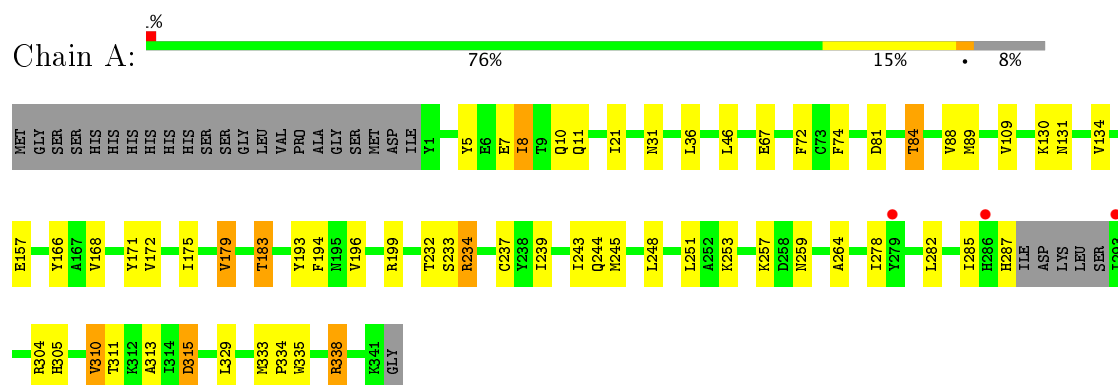 .%
Chain A:
76% 15% • 8%
MET GLY SER SER HIS HIS HIS HIS HIS HIS SER SER GLY LEU VAL PRO ALA GLY SER MET ASP ILE Y1 Y5 E6 E7 I8 T9 Q10 Q11 I21 N31 L36 L46 E67 F72 C73 F74 D81 T84 V88 M89 V109 K130 N131 V134
E157 Y166 A167 V168 Y171 V172 I175 V179 T183 Y193 F194 N195 V196 R199 T232 S233 R234 C237 Y238 I239 I243 Q244 M245 L248 L251 A252 K253 K257 D258 N259 A264 I278 Y279 L282 I285 H286 H287 ILE ASP LYS LEU SER I293
R304 H305 V310 T311 K312 A313 I314 D315 L329 M333 P334 W335 R338 K341 GLY